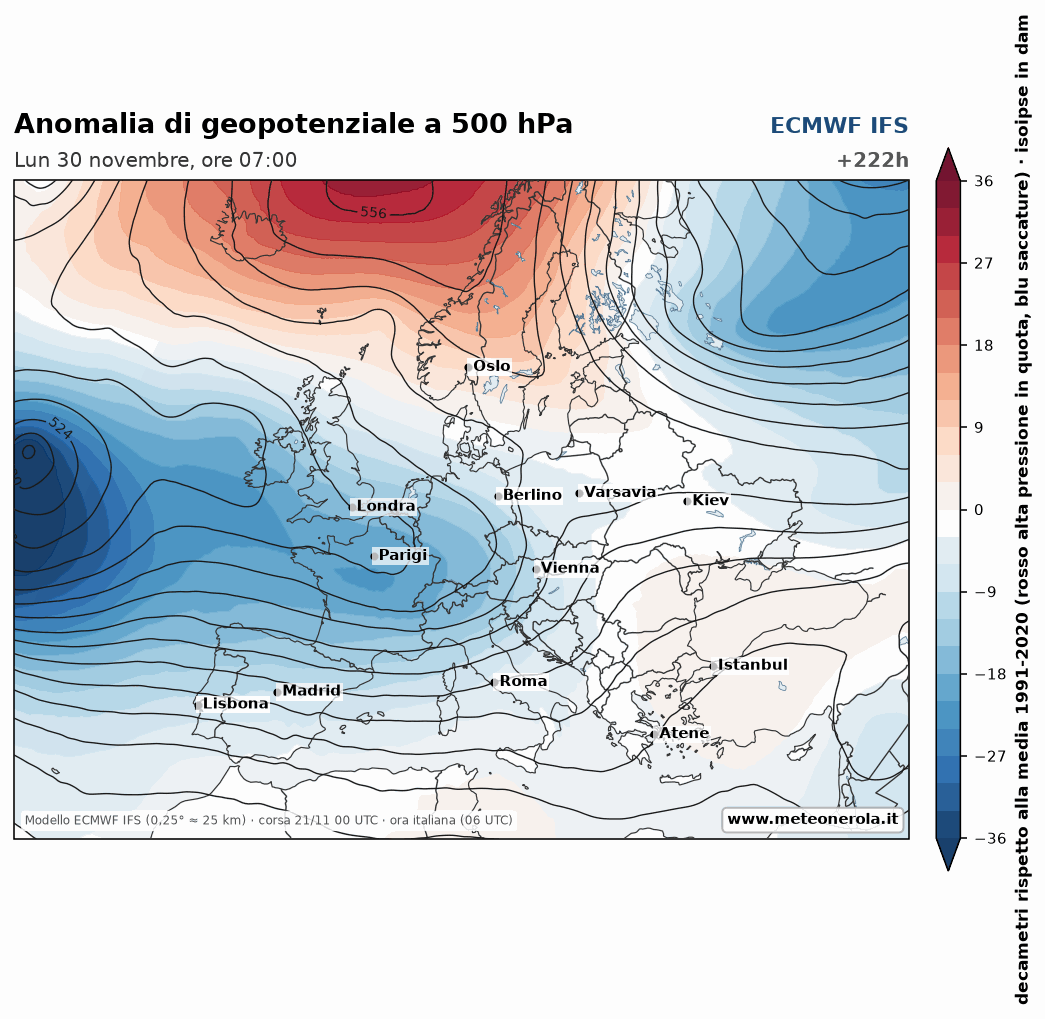 Anomalia di geopotenziale a 500 hPa
ECMWF IFS
Lun 30 novembre, ore 07:00
+222h
556
524
Oslo
Londra
Berlino
Varsavia
Kiev
Parigi
Vienna
Istanbul
Roma
Madrid
Lisbona
Atene
Modello ECMWF IFS (0,25° ≈ 25 km) · corsa 21/11 00 UTC · ora italiana (06 UTC)
www.meteonerola.it
36
27
18
9
0
−9
−18
−27
−36
decametri rispetto alla media 1991-2020 (rosso alta pressione in quota, blu saccature) · isoipse in dam